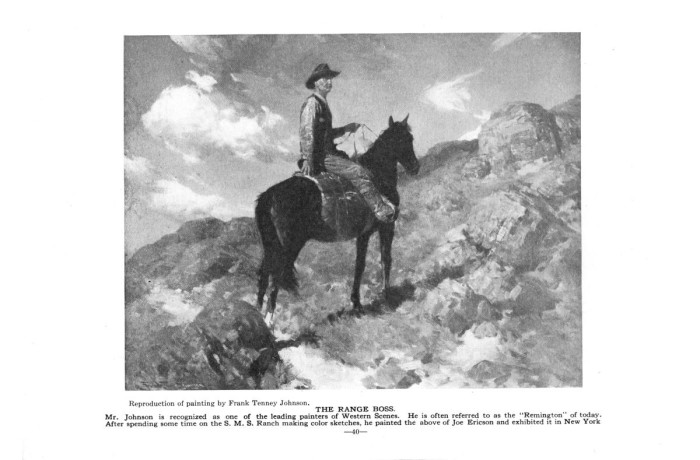 Reproduction of painting by Frank Tenney Johnson.
THE RANGE BOSS.
Mr. Johnson is recognized as one of the leading painters of Western Scenes. He is often referred to as the "Remington" of today.
After spending some time on the S. M. S. Ranch making color sketches, he painted the above of Joe Ericson and exhibited it in New York
—40—